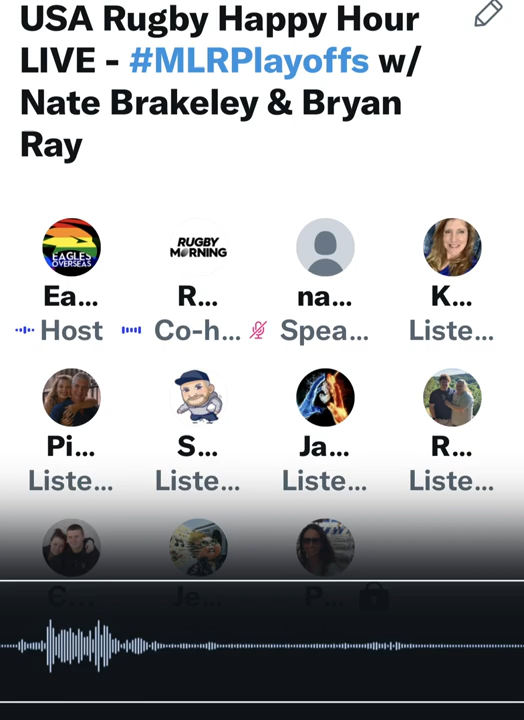 USA Rugby Happy Hour
LIVE - #MLRPlayoffs w/
Nate Brakeley & Bryan
Ray
EAGLES
OVERSEAS
RUGBY
MORNING
Ea... R... na... K...
Host Co-h... Spea... Liste...
Pi... S... Ja... R...
Liste... Liste... Liste... Liste...
Je... P...